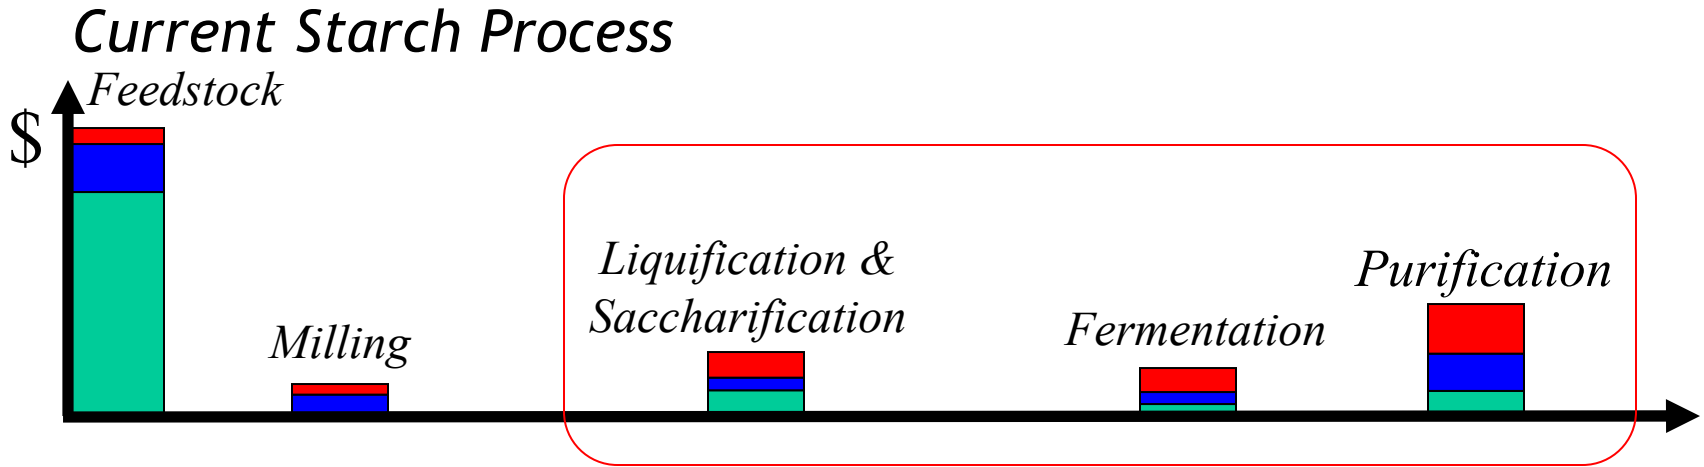 Current Starch Process
Feedstock
$
Liquification &
Saccharification
Purification
Milling
Fermentation